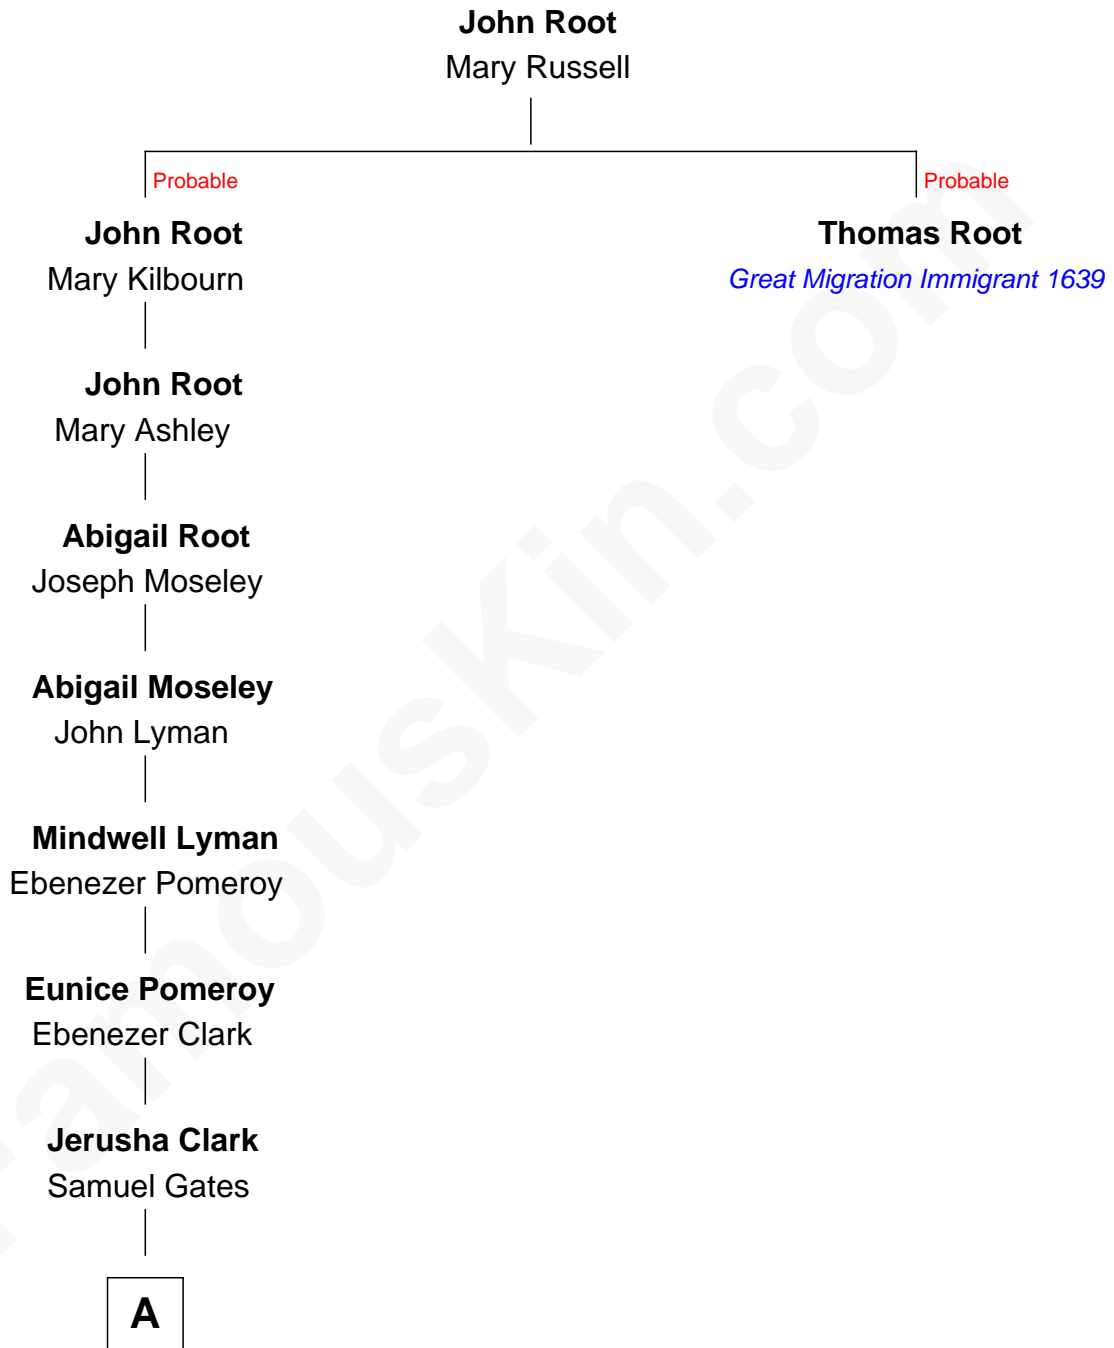 John Root
Mary Russell
Probable
Probable
John Root
Thomas Root
Mary Kilbourn
Great Migration Immigrant 1639
John Root
Mary Ashley
Abigail Root
Joseph Moseley
Abigail Moseley
John Lyman
Mindwell Lyman
Ebenezer Pomeroy
Eunice Pomeroy
Ebenezer Clark
Jerusha Clark
Samuel Gates
A
FamousKin.com